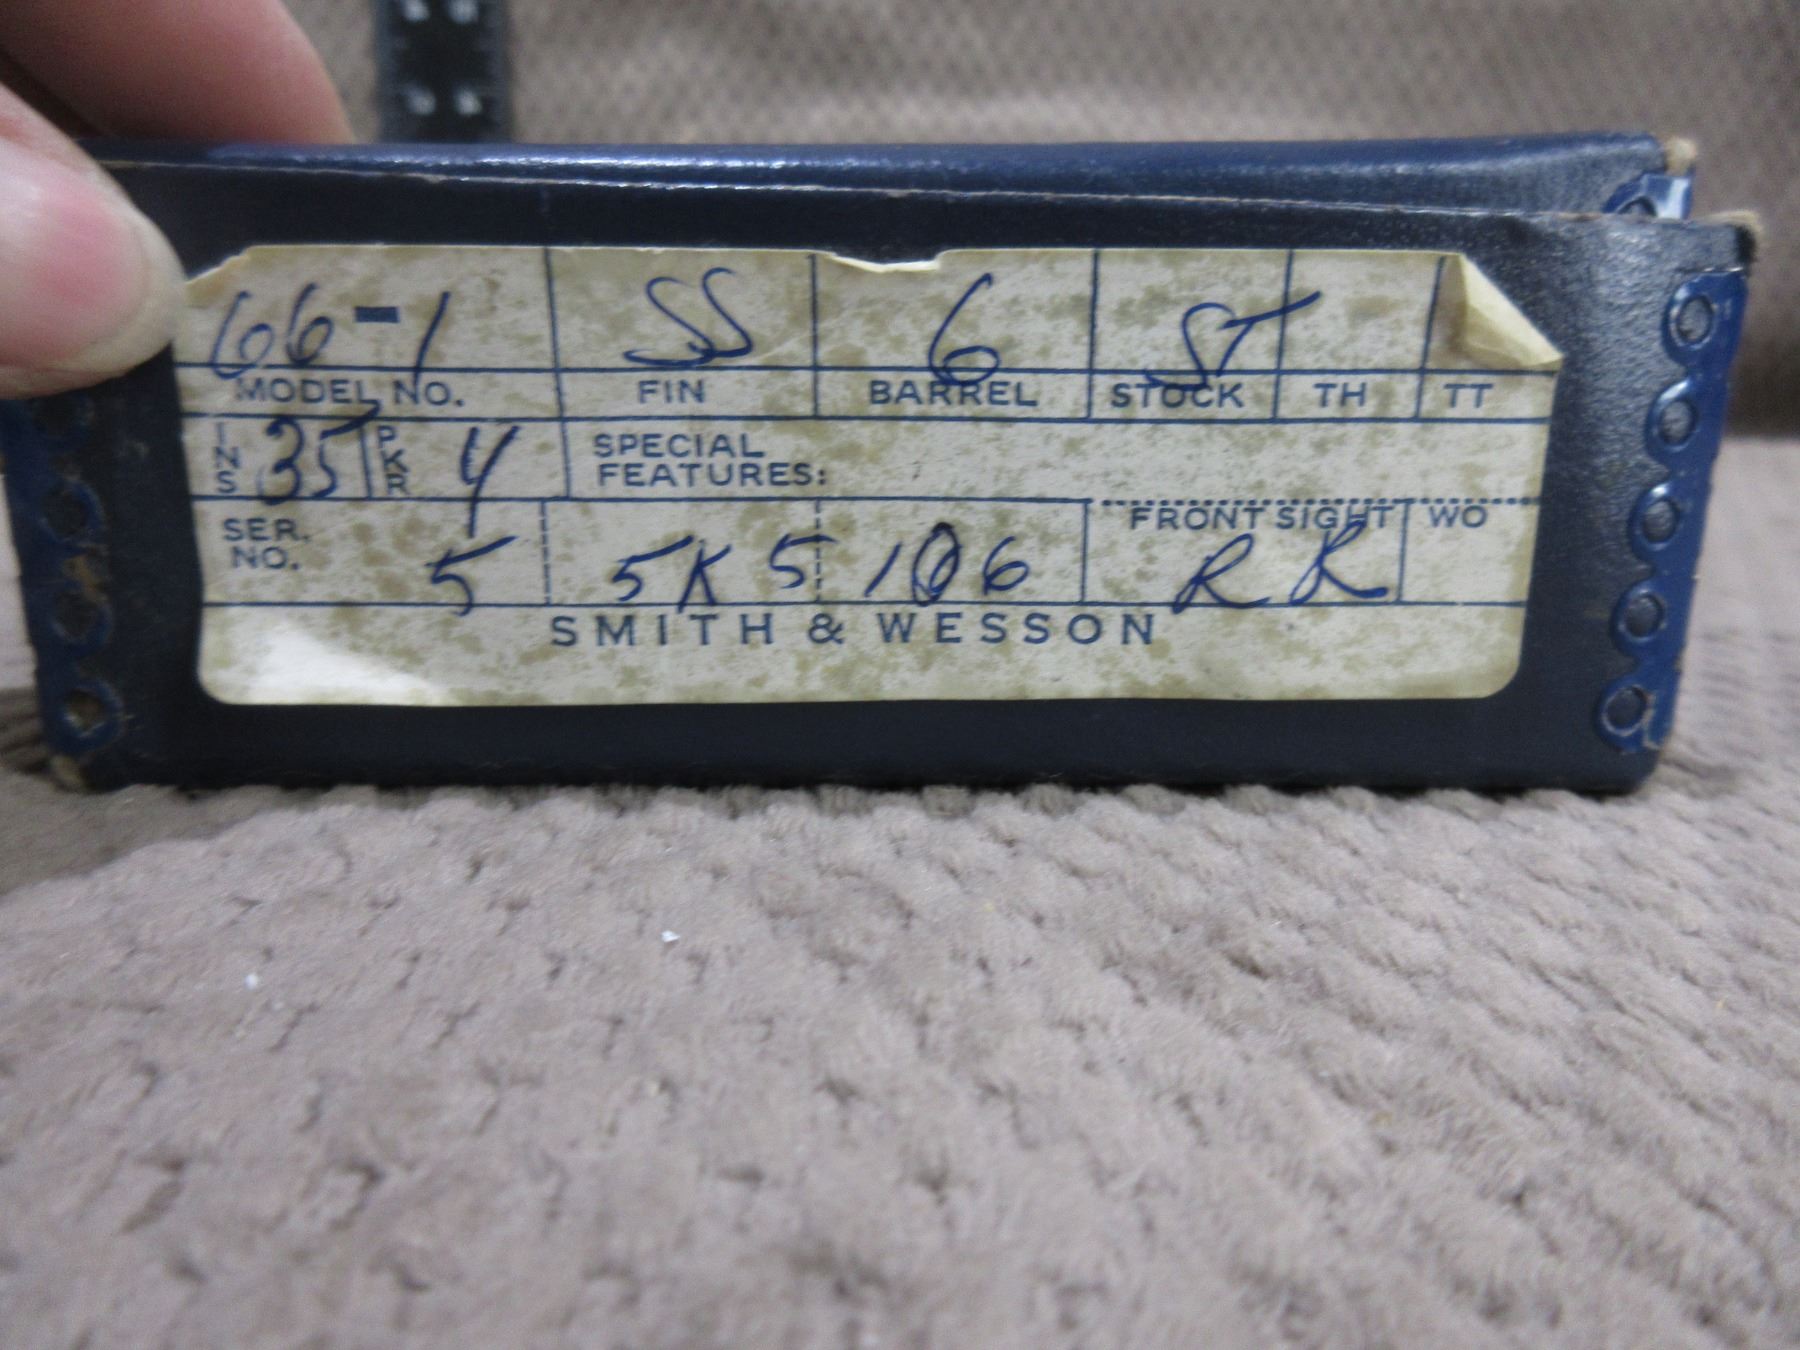 66-1 SS 6 ST
MODEL NO. FIN BARREL STOCK TH TT
INS 35 PKR 4 SPECIAL
FEATURES:
SER. FRONT SIGHT WO
NO. 5 5K5 106 RR
SMITH & WESSON